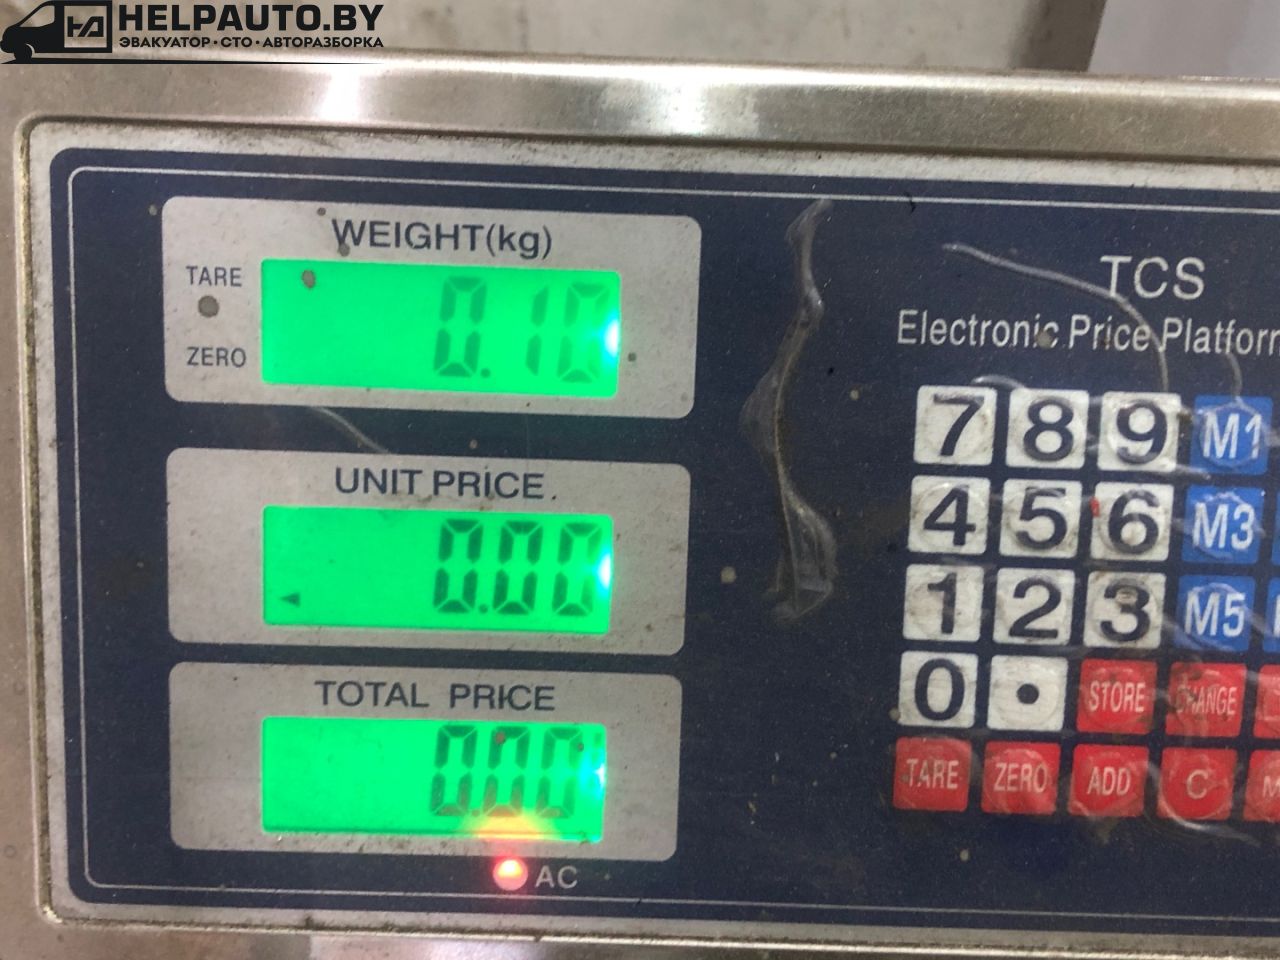 HELPAUTO.BY
ЭВАКУАТОР·СТО·АВТОРАЗБОРКА
WEIGHT(kg)
TARE
0.10
ZERO
UNIT PRICE
0.00
TOTAL PRICE
0.00
AC
TCS
Electronic Price Platform
7 8 9 M1
4 5 6 M3
1 2 3 M5
0 . STORE CHANGE
TARE ZERO ADD C